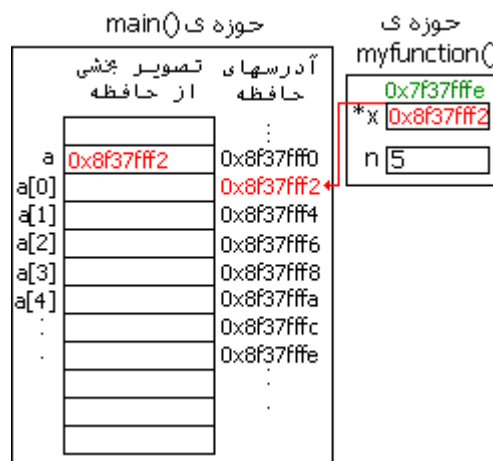 حوزه ی main()
آدرسهای حافظه
تصویر بخشی از حافظه
⋮
a 0x8f37fff2 0x8f37fff0
a[0] 0x8f37fff2
a[1] 0x8f37fff4
a[2] 0x8f37fff6
a[3] 0x8f37fff8
a[4] 0x8f37fffa
0x8f37fffc
0x8f37fffe
حوزه ی
myfunction()
0x7f37fffe
*x 0x8f37fff2
n 5